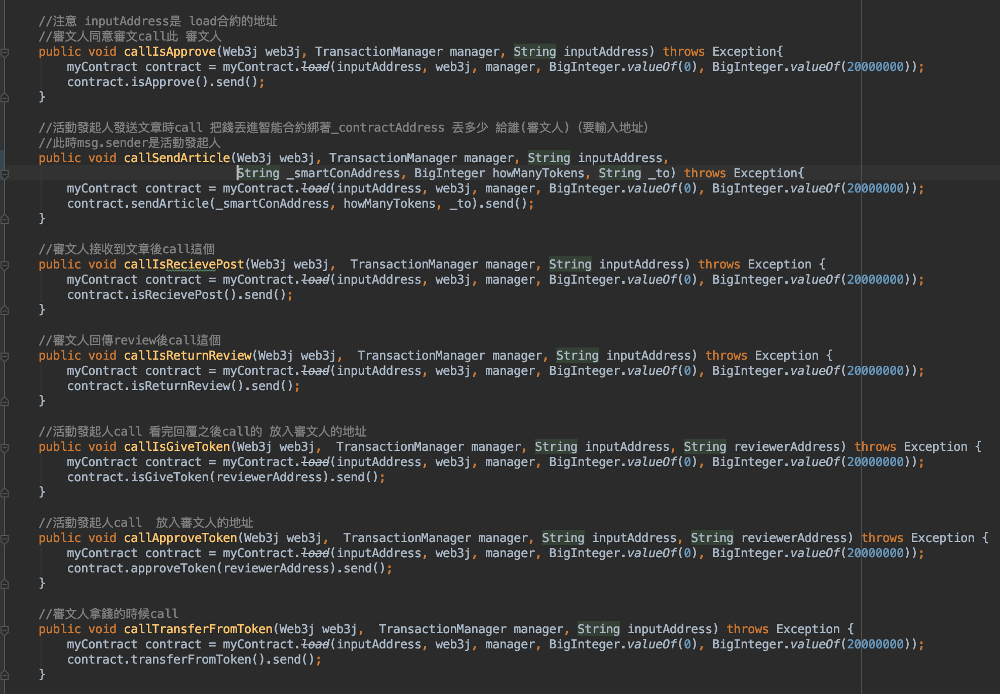 //注意 inputAddress是 load合約的地址
//審文人同意審文call此 審文人
public void callIsApprove(Web3j web3j, TransactionManager manager, String inputAddress) throws Exception{
myContract contract = myContract.load(inputAddress, web3j, manager, BigInteger.valueOf(0), BigInteger.valueOf(20000000));
contract.isApprove().send();
}
//活動發起人發送文章時call 把錢丟進智能合約綁著_contractAddress 丟多少 給誰(審文人) (要輸入地址)
//此時msg.sender是活動發起人
public void callSendArticle(Web3j web3j, TransactionManager manager, String inputAddress,
String _smartConAddress, BigInteger howManyTokens, String _to) throws Exception{
myContract contract = myContract.load(inputAddress, web3j, manager, BigInteger.valueOf(0), BigInteger.valueOf(20000000));
contract.sendArticle(_smartConAddress, howManyTokens, _to).send();
}
//審文人接收到文章後call這個
public void callIsRecievePost(Web3j web3j,  TransactionManager manager, String inputAddress) throws Exception {
myContract contract = myContract.load(inputAddress, web3j, manager, BigInteger.valueOf(0), BigInteger.valueOf(20000000));
contract.isRecievePost().send();
}
//審文人回傳review後call這個
public void callIsReturnReview(Web3j web3j,  TransactionManager manager, String inputAddress) throws Exception {
myContract contract = myContract.load(inputAddress, web3j, manager, BigInteger.valueOf(0), BigInteger.valueOf(20000000));
contract.isReturnReview().send();
}
//活動發起人call 看完回覆之後call的 放入審文人的地址
public void callIsGiveToken(Web3j web3j,  TransactionManager manager, String inputAddress, String reviewerAddress) throws Exception {
myContract contract = myContract.load(inputAddress, web3j, manager, BigInteger.valueOf(0), BigInteger.valueOf(20000000));
contract.isGiveToken(reviewerAddress).send();
}
//活動發起人call  放入審文人的地址
public void callApproveToken(Web3j web3j,  TransactionManager manager, String inputAddress, String reviewerAddress) throws Exception {
myContract contract = myContract.load(inputAddress, web3j, manager, BigInteger.valueOf(0), BigInteger.valueOf(20000000));
contract.approveToken(reviewerAddress).send();
}
//審文人拿錢的時候call
public void callTransferFromToken(Web3j web3j,  TransactionManager manager, String inputAddress) throws Exception {
myContract contract = myContract.load(inputAddress, web3j, manager, BigInteger.valueOf(0), BigInteger.valueOf(20000000));
contract.transferFromToken().send();
}